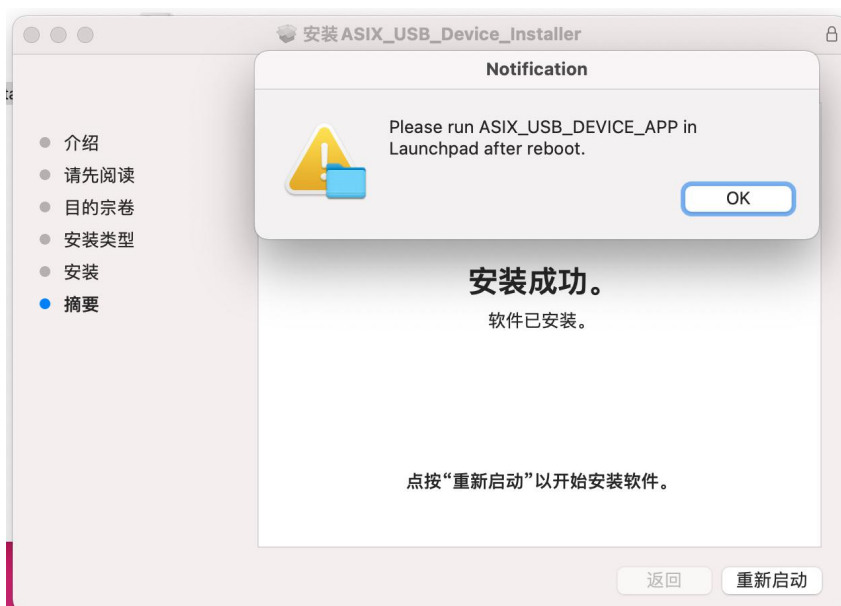 安装ASIX_USB_Device_Installer
Notification
Please run ASIX_USB_DEVICE_APP in
Launchpad after reboot.
OK
介绍
请先阅读
目的宗卷
安装类型
安装
摘要
安装成功。
软件已安装。
点按“重新启动”以开始安装软件。
返回
重新启动